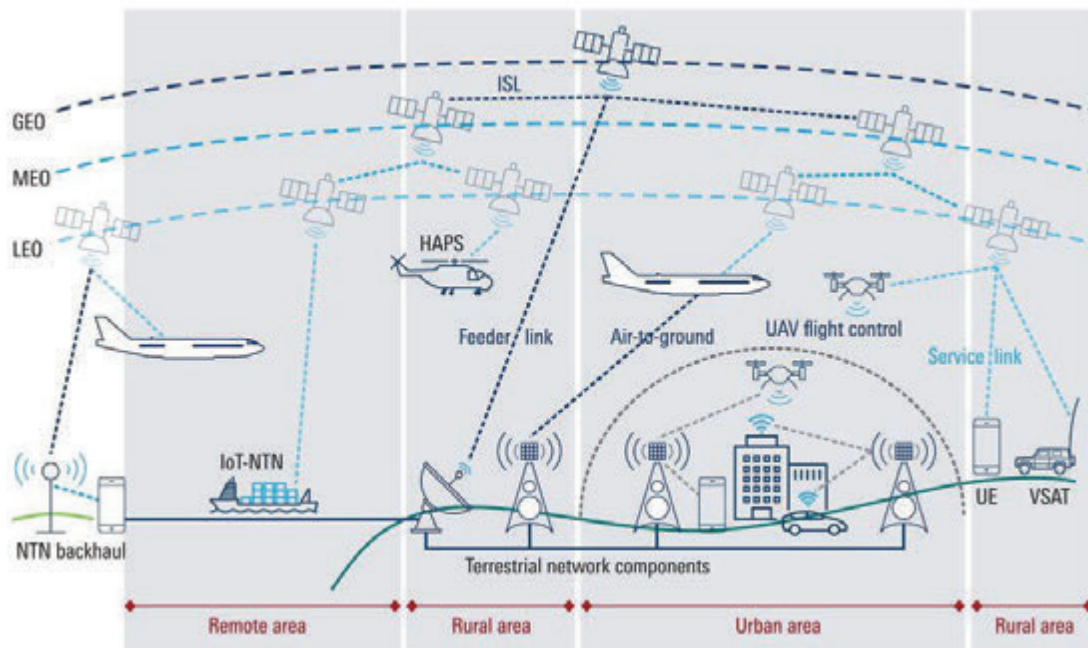 ISL
GEO
MEO
LEO
HAPS
Feeder link
Air-to-ground
UAV flight control
Service link
IoT-NTN
NTN backhaul
UE
VSAT
Terrestrial network components
Remote area
Rural area
Urban area
Rural area